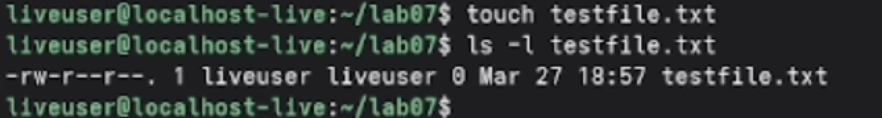 liveuser@localhost-live:~/lab07$ touch testfile.txt
liveuser@localhost-live:~/lab07$ ls -l testfile.txt
-rw-r--r--. 1 liveuser liveuser 0 Mar 27 18:57 testfile.txt
liveuser@localhost-live:~/lab07$